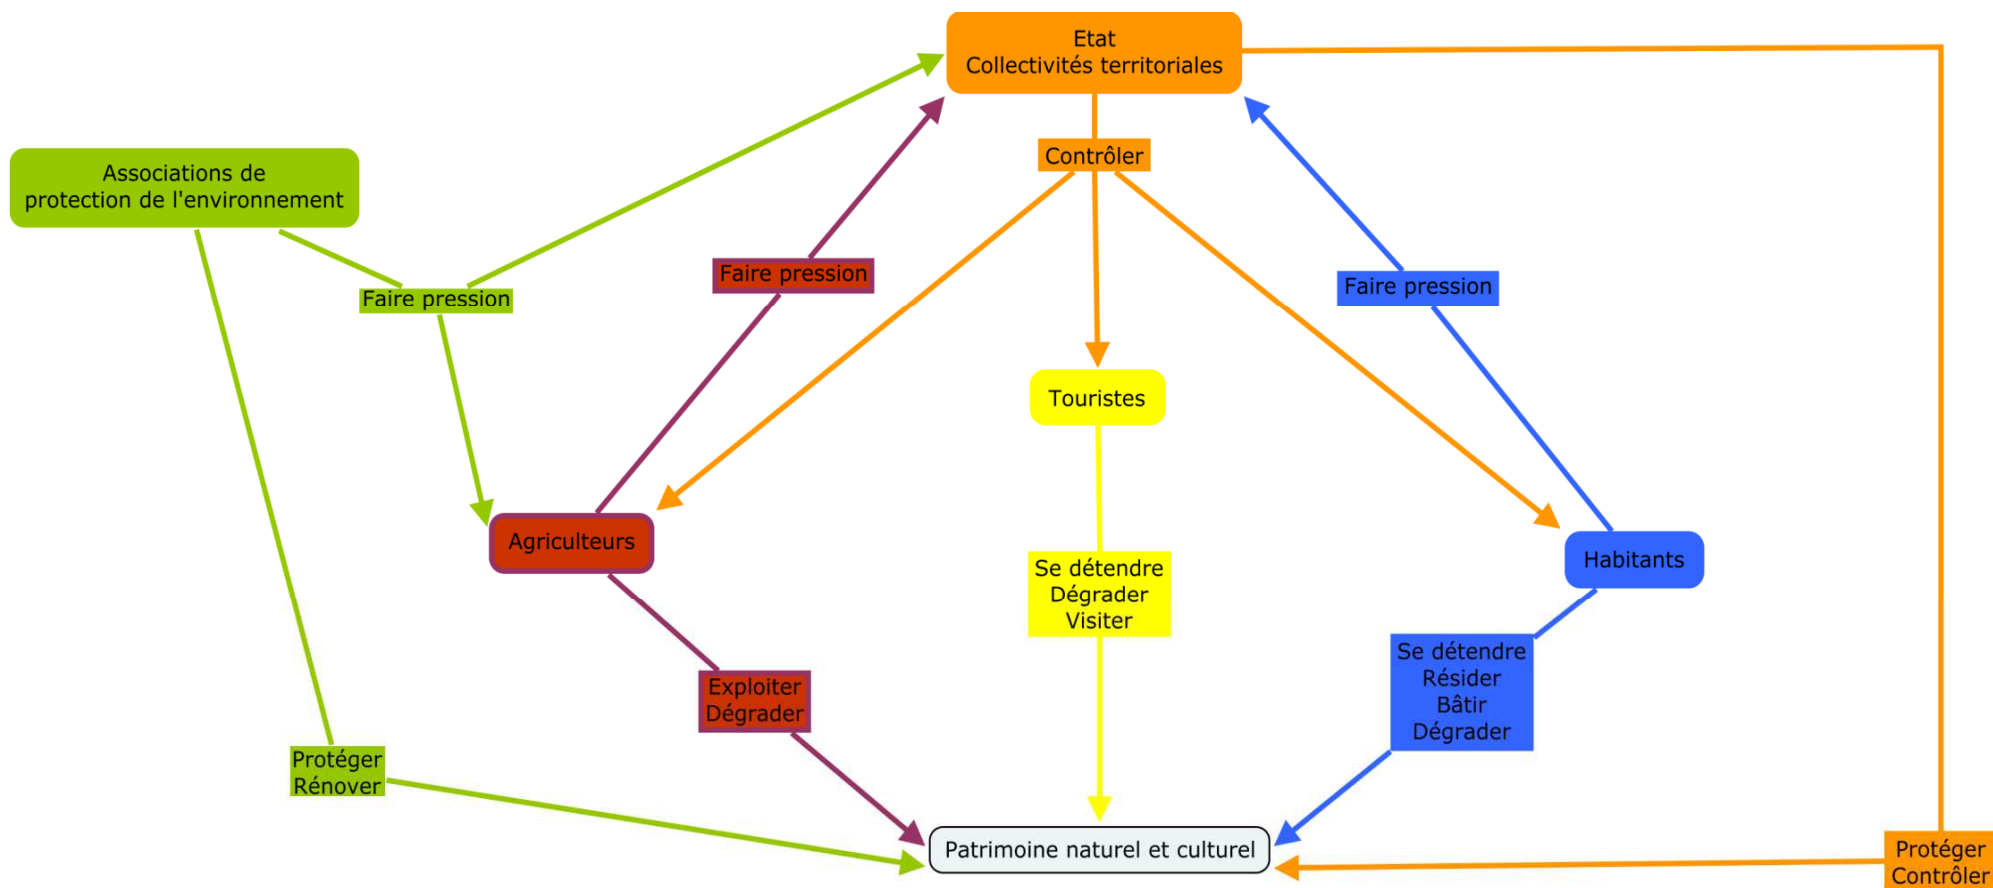 Etat
Collectivités territoriales
Contrôler
Associations de
protection de l'environnement
Faire pression
Faire pression
Faire pression
Touristes
Agriculteurs
Habitants
Se détendre
Dégrader
Visiter
Se détendre
Résider
Bâtir
Dégrader
Exploiter
Dégrader
Protéger
Rénover
Patrimoine naturel et culturel
Protéger
Contrôler